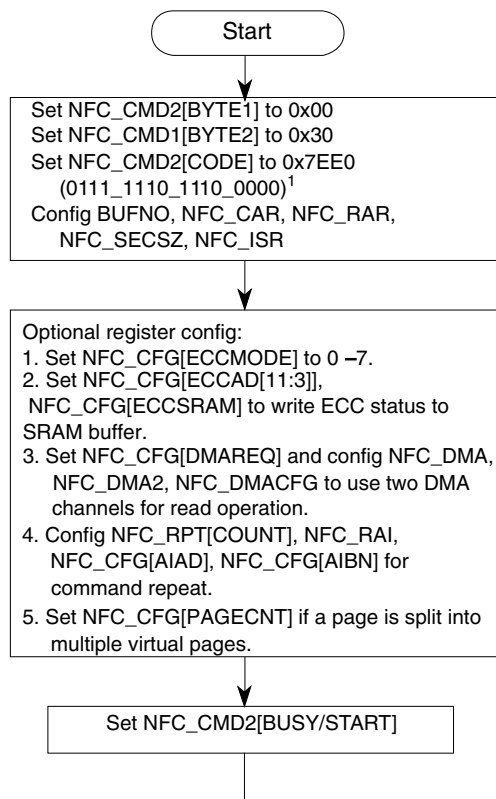 Start
Set NFC_CMD2[BYTE1] to 0x00
Set NFC_CMD1[BYTE2] to 0x30
Set NFC_CMD2[CODE] to 0x7EE0
(0111_1110_1110_0000)1
Config BUFNO, NFC_CAR, NFC_RAR,
NFC_SECSZ, NFC_ISR
Optional register config:
1. Set NFC_CFG[ECCMODE] to 0 –7.
2. Set NFC_CFG[ECCAD[11:3]],
NFC_CFG[ECCSRAM] to write ECC status to
SRAM buffer.
3. Set NFC_CFG[DMAREQ] and config NFC_DMA,
NFC_DMA2, NFC_DMACFG to use two DMA
channels for read operation.
4. Config NFC_RPT[COUNT], NFC_RAI,
NFC_CFG[AIAD], NFC_CFG[AIBN] for
command repeat.
5. Set NFC_CFG[PAGECNT] if a page is split into
multiple virtual pages.
Set NFC_CMD2[BUSY/START]